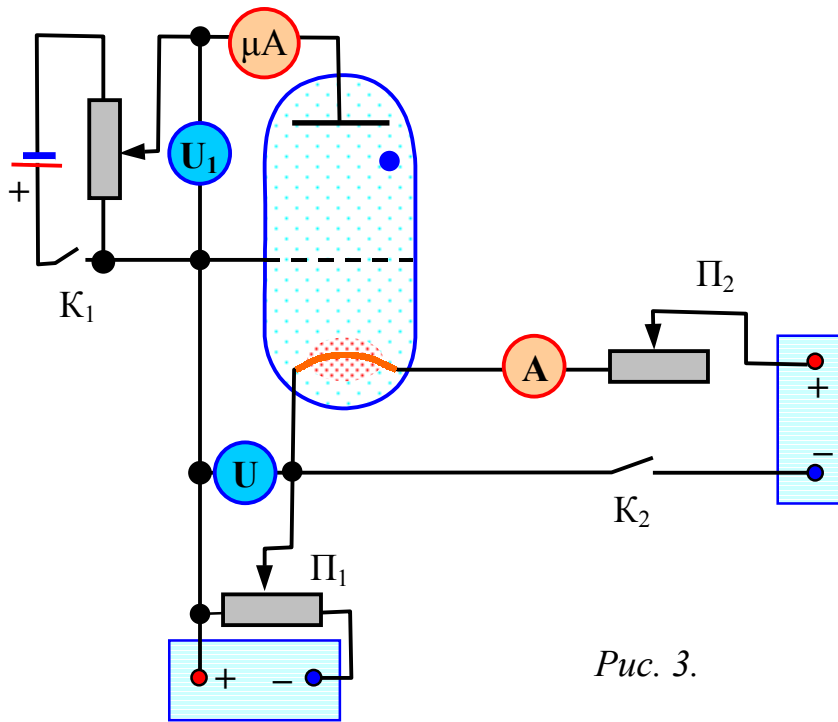 μA
U₁
+
К₁
П₂
A
+
−
U
К₂
П₁
+ −
Рис. 3.